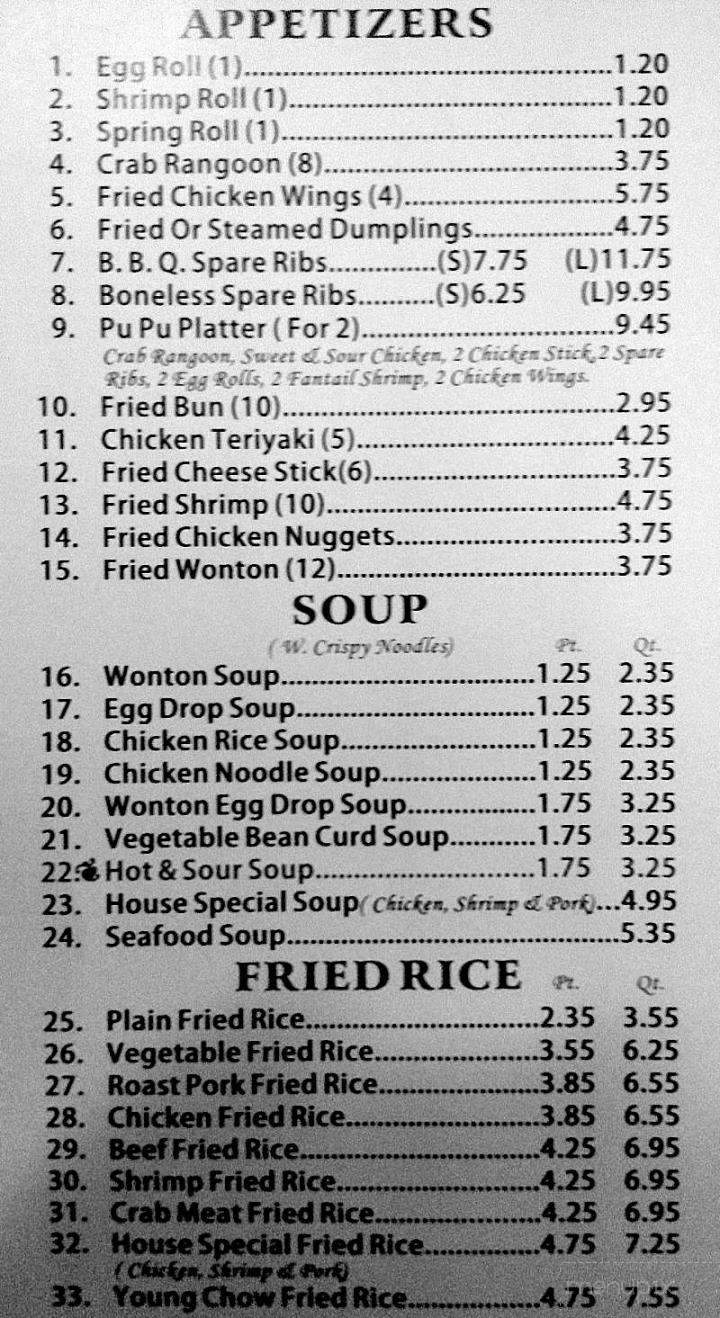 APPETIZERS
1. Egg Roll (1)..........................................1.20
2. Shrimp Roll (1)....................................1.20
3. Spring Roll (1).....................................1.20
4. Crab Rangoon (8)................................3.75
5. Fried Chicken Wings (4).......................5.75
6. Fried Or Steamed Dumplings...............4.75
7. B. B. Q. Spare Ribs.............(S)7.75 (L)11.75
8. Boneless Spare Ribs..........(S)6.25 (L)9.95
9. Pu Pu Platter ( For 2)............................9.45
Crab Rangoon, Sweet & Sour Chicken, 2 Chicken Stick,2 Spare
Ribs, 2 Egg Rolls, 2 Fantail Shrimp, 2 Chicken Wings.
10. Fried Bun (10).....................................2.95
11. Chicken Teriyaki (5).............................4.25
12. Fried Cheese Stick(6)...........................3.75
13. Fried Shrimp (10)................................4.75
14. Fried Chicken Nuggets........................3.75
15. Fried Wonton (12)...............................3.75
SOUP
( W. Crispy Noodles) Pt. Qt.
16. Wonton Soup.............................1.25 2.35
17. Egg Drop Soup...........................1.25 2.35
18. Chicken Rice Soup......................1.25 2.35
19. Chicken Noodle Soup.................1.25 2.35
20. Wonton Egg Drop Soup..............1.75 3.25
21. Vegetable Bean Curd Soup.........1.75 3.25
22. Hot & Sour Soup.........................1.75 3.25
23. House Special Soup( Chicken, Shrimp & Pork)...4.95
24. Seafood Soup......................................5.35
FRIED RICE Pt. Qt.
25. Plain Fried Rice..........................2.35 3.55
26. Vegetable Fried Rice..................3.55 6.25
27. Roast Pork Fried Rice.................3.85 6.55
28. Chicken Fried Rice.....................3.85 6.55
29. Beef Fried Rice...........................4.25 6.95
30. Shrimp Fried Rice.......................4.25 6.95
31. Crab Meat Fried Rice..................4.25 6.95
32. House Special Fried Rice.............4.75 7.25
( Chicken, Shrimp & Pork)
33. Young Chow Fried Rice...............4.75 7.55